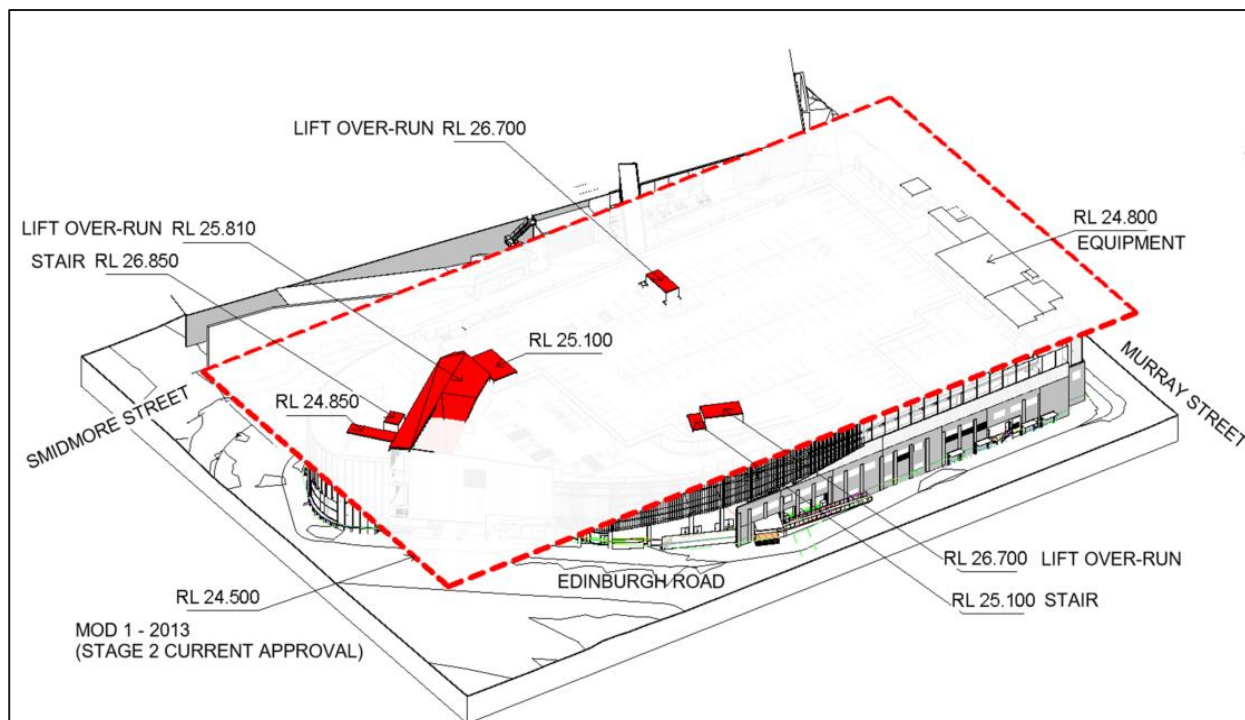 LIFT OVER-RUN RL 26.700
LIFT OVER-RUN RL 25.810
STAIR RL 26.850
RL 24.800
EQUIPMENT
RL 25.100
RL 24.850
SMIDMORE STREET
MURRAY STREET
EDINBURGH ROAD
RL 26.700 LIFT OVER-RUN
RL 25.100 STAIR
RL 24.500
MOD 1 - 2013
(STAGE 2 CURRENT APPROVAL)